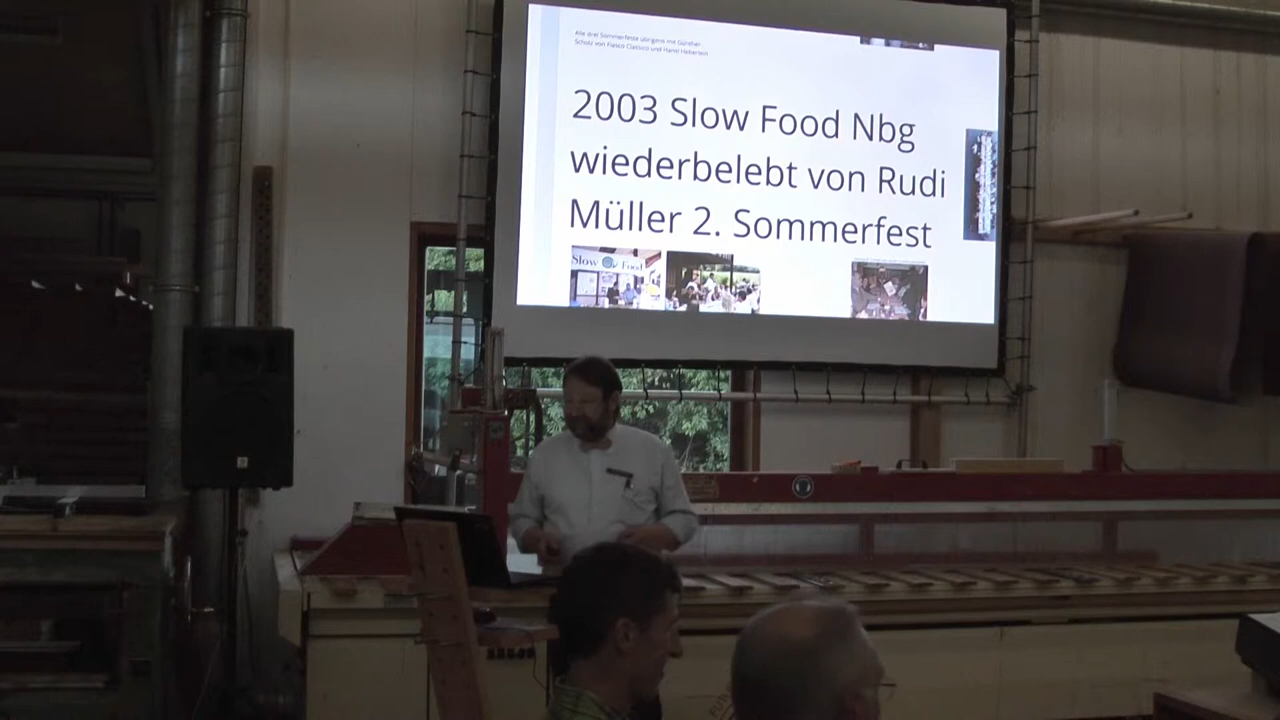 Alle drei Sommerfeste übrigens mit Günther
Scholz von Fiasco Classico und Hansi Heberlein
2003 Slow Food Nbg
wiederbelebt von Rudi
Müller 2. Sommerfest
Slow Food